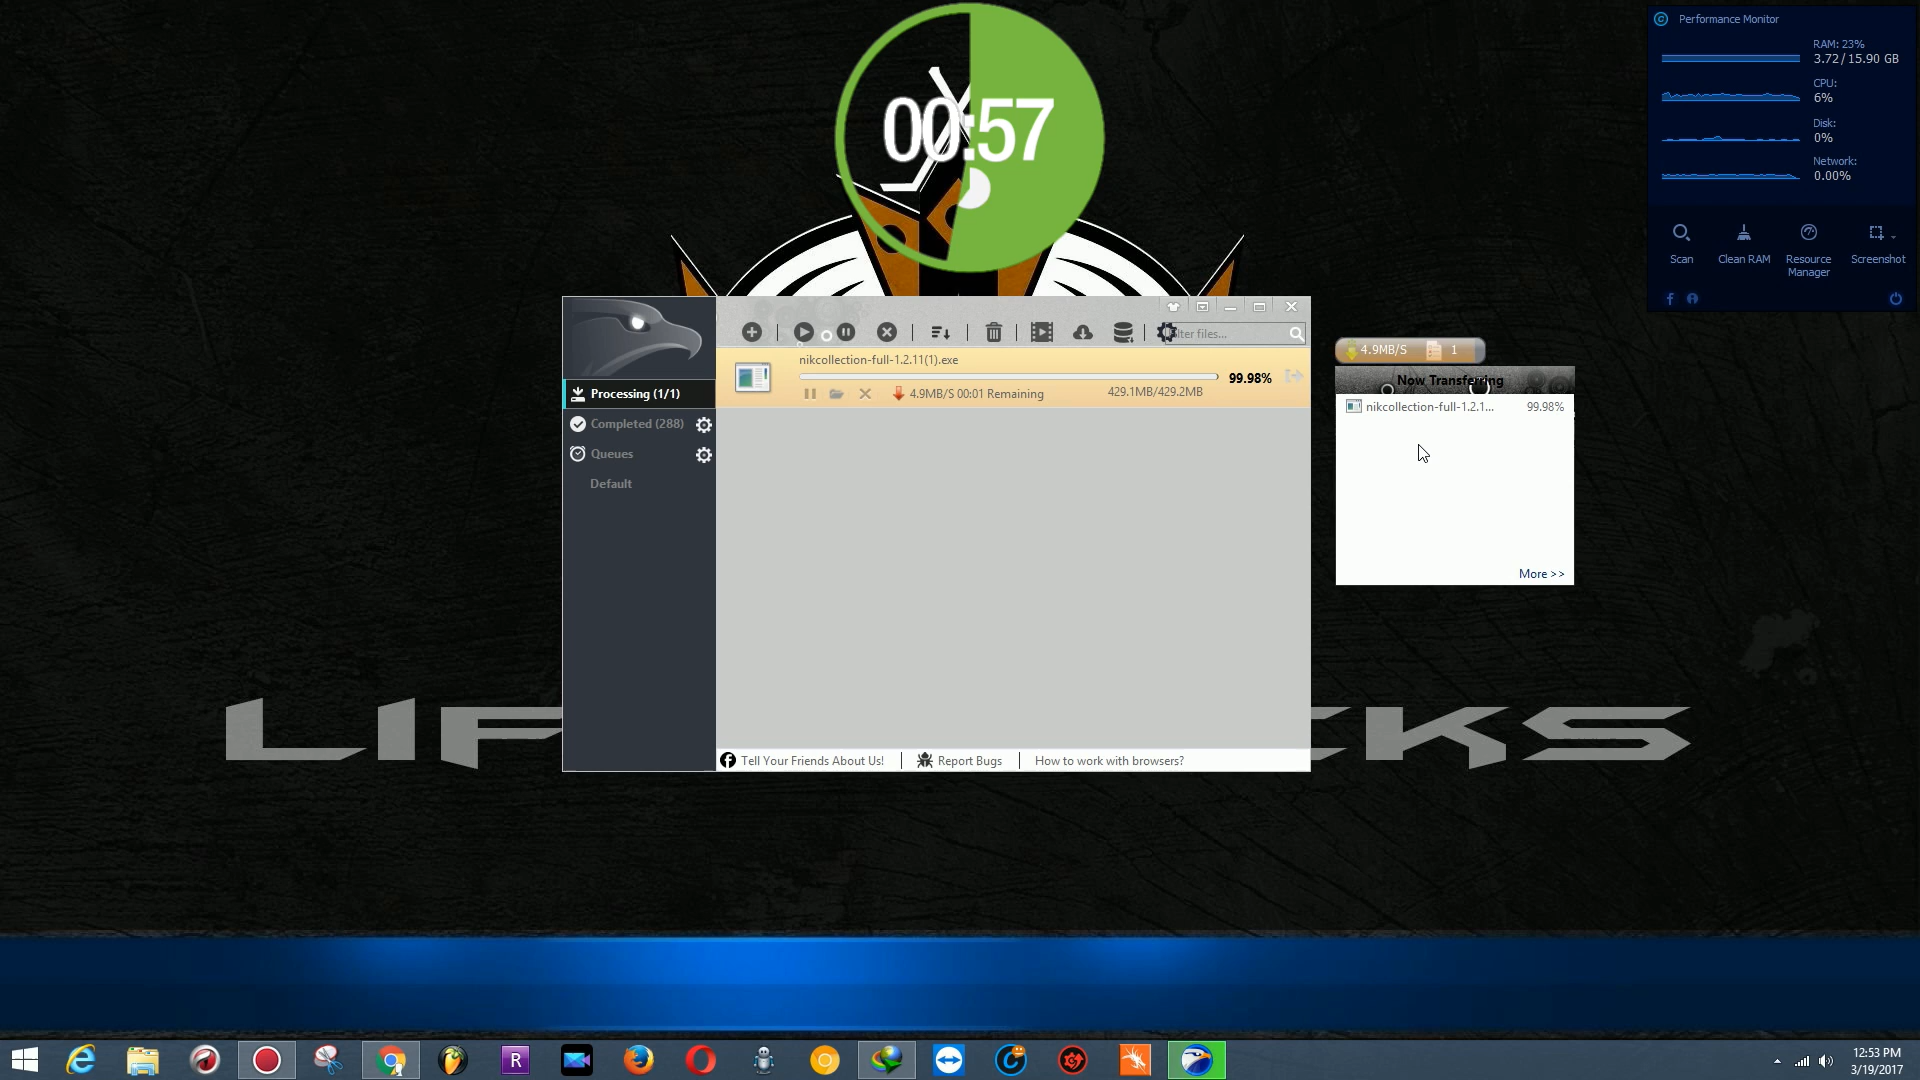 00:57
Performance Monitor
RAM: 23%
3.72/15.90 GB
CPU:
6%
Disk:
0%
Network:
0.00%
Scan
Clean RAM
Resource Manager
Screenshot
lter files...
nikcollection-full-1.2.11(1).exe
99.98%
4.9MB/S 00:01 Remaining
429.1MB/429.2MB
Processing (1/1)
Completed (288)
Queues
Default
4.9MB/S
1
Now Transferring
nikcollection-full-1.2.1...
99.98%
More >>
Tell Your Friends About Us!
Report Bugs
How to work with browsers?
R
12:53 PM
3/19/2017